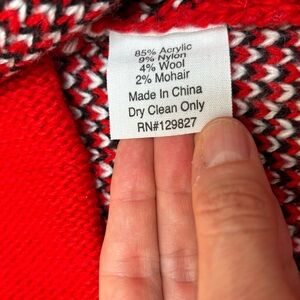 85% Acrylic
9% Nylon
4% Wool
2% Mohair
Made In China
Dry Clean Only
RN#129827